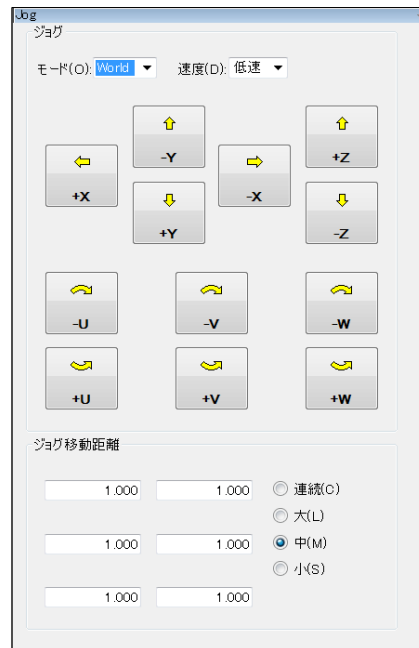 Jog
ジョグ
モード(O): World 速度(D): 低速
-Y +Z
+X -X
+Y -Z
-U -V -W
+U +V +W
ジョグ移動距離
1.000 1.000 連続(C)
大(L)
1.000 1.000 中(M)
小(S)
1.000 1.000